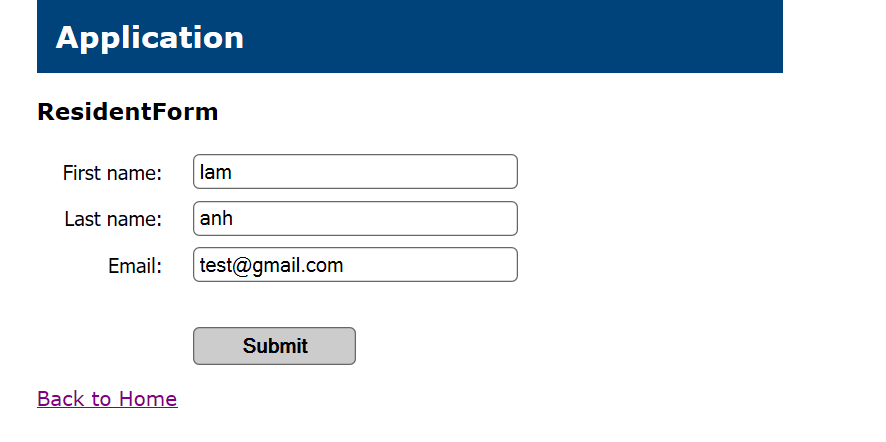 Application
ResidentForm
First name: lam
Last name: anh
Email: test@gmail.com
Submit
Back to Home